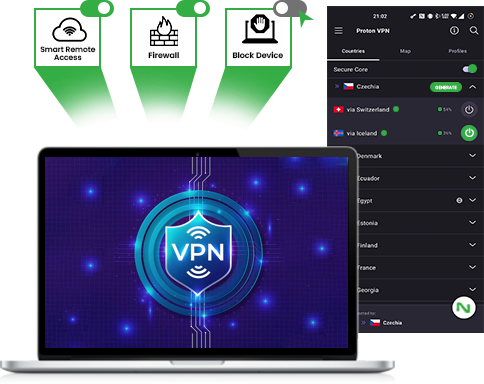 Smart Remote
Access
Firewall
Block Device
21:02
Proton VPN
Countries
Map
Profiles
Secure Core
Czechia
GENERATE
via Switzerland
54%
via Iceland
26%
Denmark
Ecuador
Egypt
Estonia
Finland
France
Georgia
Czechia
VPN